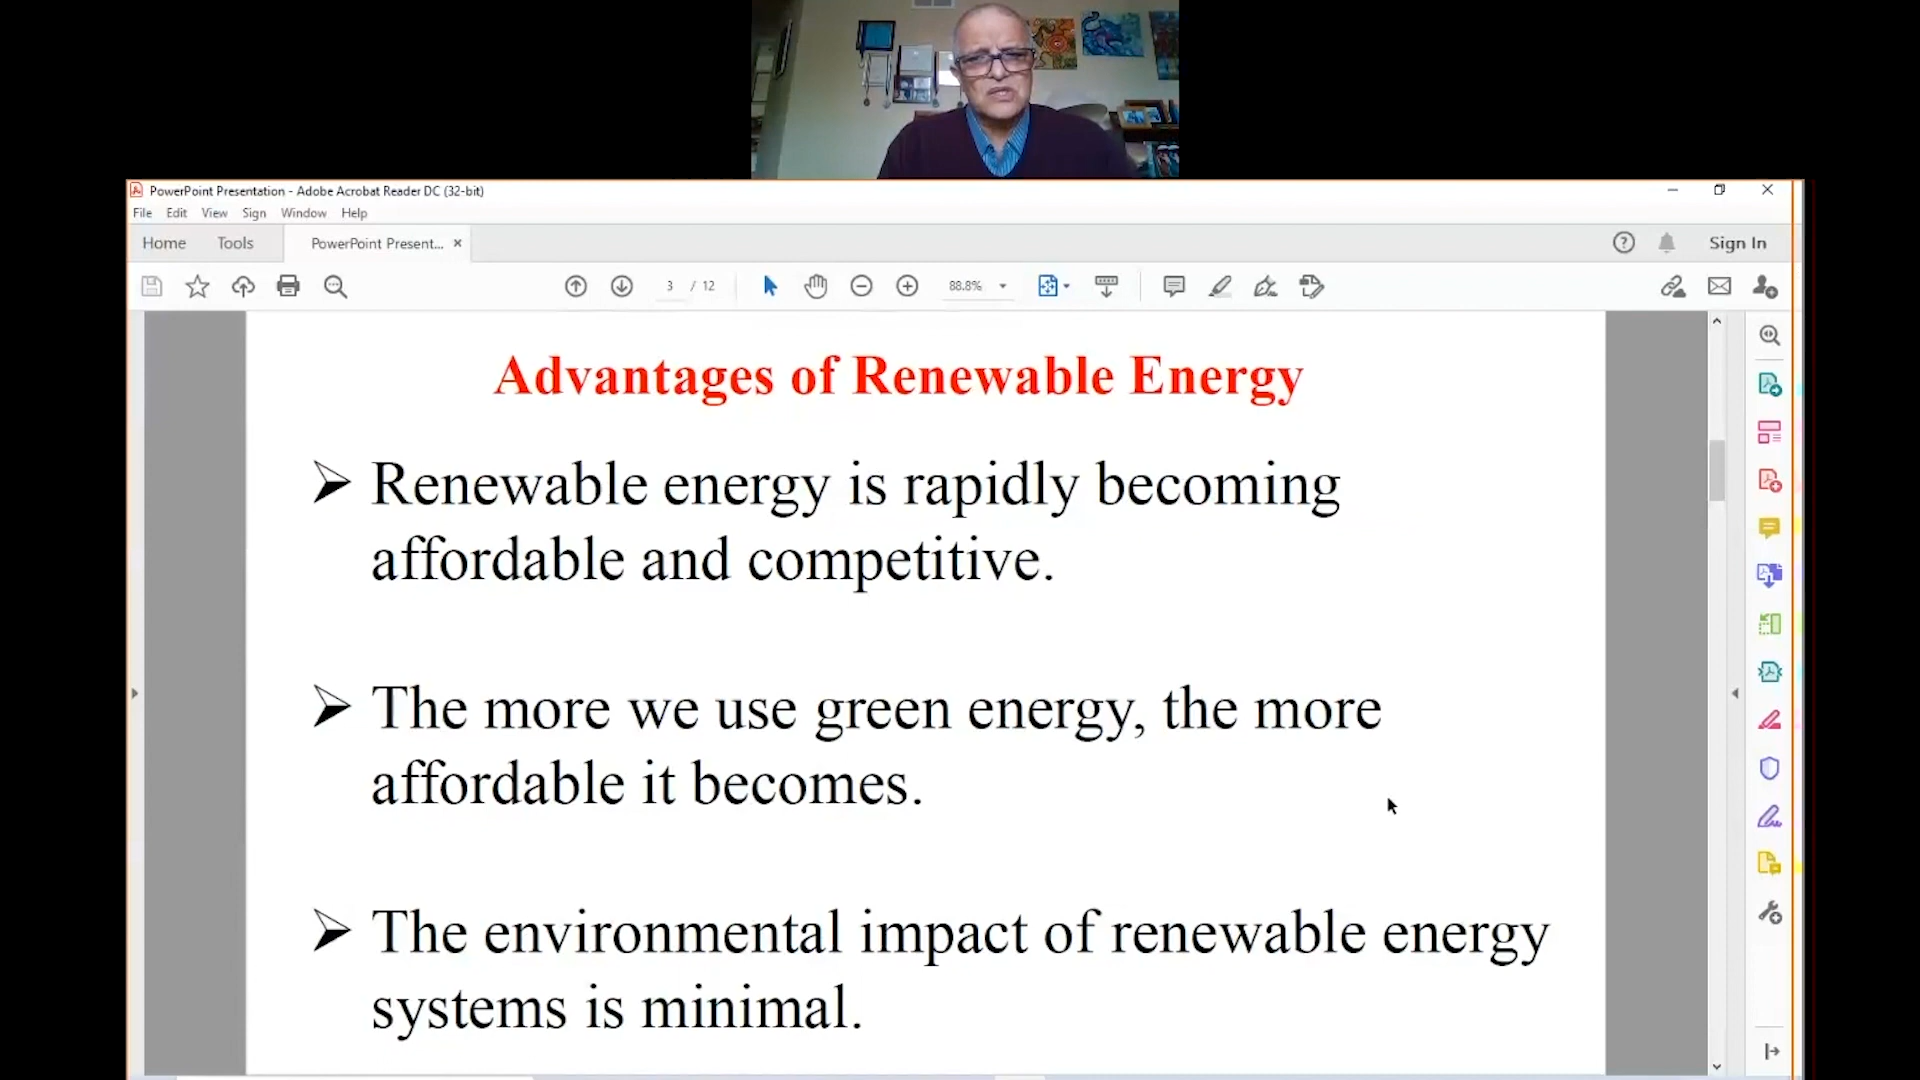 PowerPoint Presentation - Adobe Acrobat Reader DC (32-bit)
File Edit View Sign Window Help
Home Tools PowerPoint Present... Sign In
3 / 12 88.8%
Advantages of Renewable Energy
➢ Renewable energy is rapidly becoming
affordable and competitive.
➢ The more we use green energy, the more
affordable it becomes.
➢ The environmental impact of renewable energy
systems is minimal.